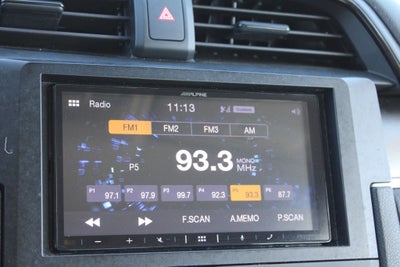 ALPINE
Radio 11:13
FM1 FM2 FM3 AM
P5 93.3 MONO MHz
P1 97.1 P2 97.9 P3 99.7 P4 92.3 P5 93.3 P6 87.7
F.SCAN A.MEMO P.SCAN